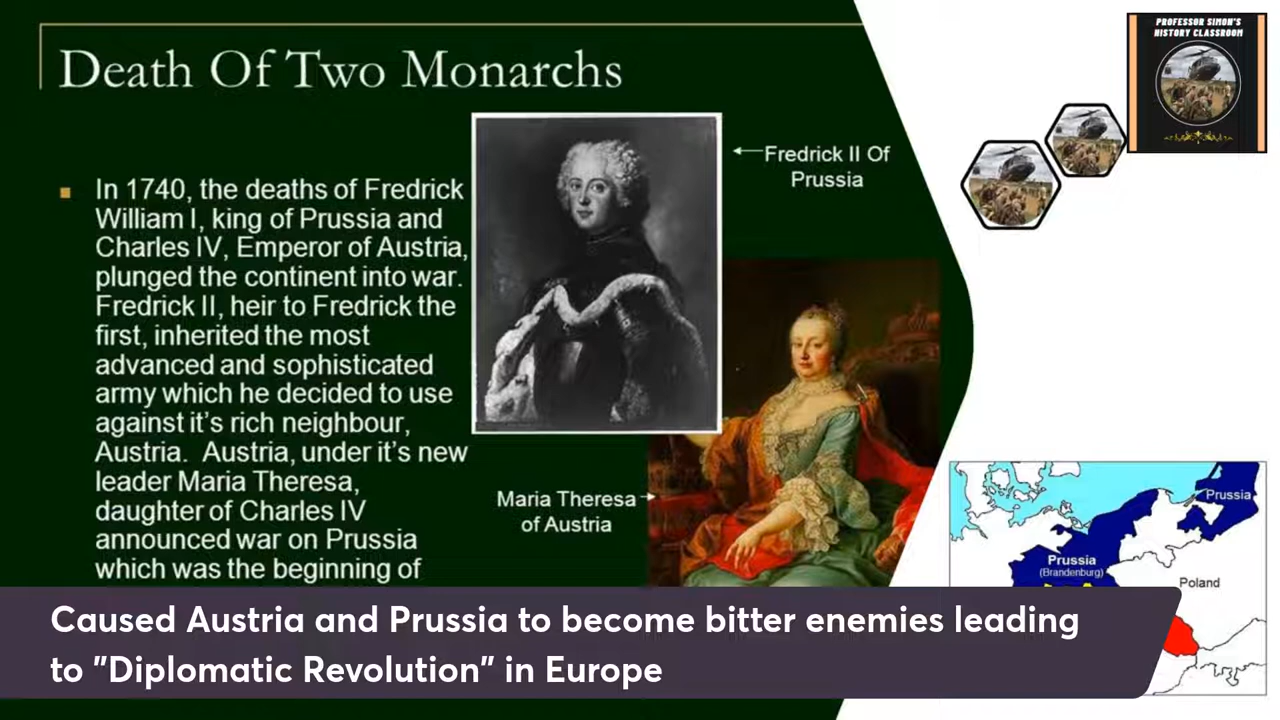 Death Of Two Monarchs
In 1740, the deaths of Fredrick
William I, king of Prussia and
Charles IV, Emperor of Austria,
plunged the continent into war.
Fredrick II, heir to Fredrick the
first, inherited the most
advanced and sophisticated
army which he decided to use
against it's rich neighbour,
Austria. Austria, under it's new
leader Maria Theresa,
daughter of Charles IV
announced war on Prussia
which was the beginning of
Fredrick II Of
Prussia
Maria Theresa
of Austria
PROFESSOR SIMON'S
HISTORY CLASSROOM
Prussia
Prussia
(Brandenburg)
Poland
Caused Austria and Prussia to become bitter enemies leading
to "Diplomatic Revolution" in Europe